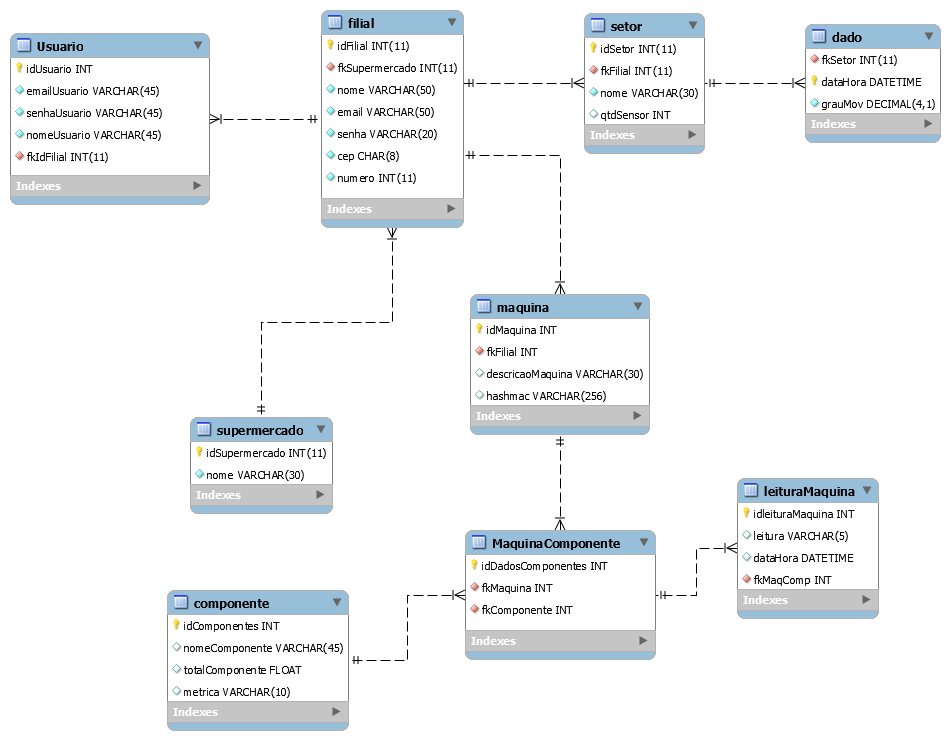 Usuario
idUsuario INT
emailUsuario VARCHAR(45)
senhaUsuario VARCHAR(45)
nomeUsuario VARCHAR(45)
fkIdFilial INT(11)
Indexes
filial
idFilial INT(11)
fkSupermercado INT(11)
nome VARCHAR(50)
email VARCHAR(50)
senha VARCHAR(20)
cep CHAR(8)
numero INT(11)
Indexes
setor
idSetor INT(11)
fkFilial INT(11)
nome VARCHAR(30)
qtdSensor INT
Indexes
dado
fkSetor INT(11)
dataHora DATETIME
grauMov DECIMAL(4,1)
Indexes
maquina
idMaquina INT
fkFilial INT
descricaoMaquina VARCHAR(30)
hashmac VARCHAR(256)
Indexes
supermercado
idSupermercado INT(11)
nome VARCHAR(30)
Indexes
MaquinaComponente
idDadosComponentes INT
fkMaquina INT
fkComponente INT
Indexes
leituraMaquina
idleituraMaquina INT
leitura VARCHAR(5)
dataHora DATETIME
fkMaqComp INT
Indexes
componente
idComponentes INT
nomeComponente VARCHAR(45)
totalComponente FLOAT
metrica VARCHAR(10)
Indexes